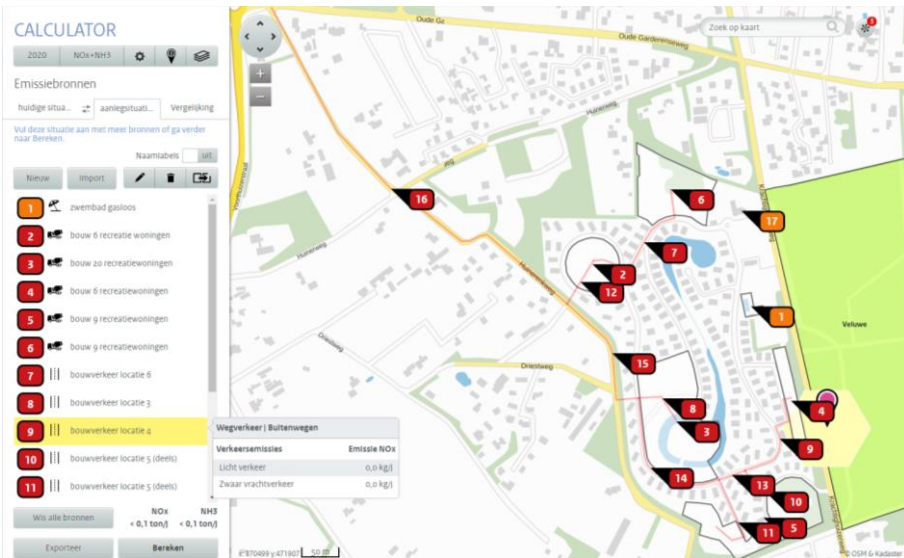 CALCULATOR
2020
NOx+NH3
Emissiebronnen
huidige situa...
aanlegsituati...
Vergelijking
Vul deze situatie aan met meer bronnen of ga verder
naar Bereken.
Naamlabels
uit
Nieuw
Import
1 zwembad gasloos
2 bouw 6 recreatie woningen
3 bouw 20 recreatiewoningen
4 bouw 6 recreatiewoningen
5 bouw 9 recreatiewoningen
6 bouw 9 recreatiewoningen
7 bouwverkeer locatie 6
8 bouwverkeer locatie 3
9 bouwverkeer locatie 4
10 bouwverkeer locatie 5 (deels)
11 bouwverkeer locatie 5 (deels)
Wis alle bronnen
NOx NH3
< 0,1 ton/j < 0,1 ton/j
Exporteer
Bereken
Wegverkeer | Buitenwegen
Verkeersemissies Emissie NOx
Licht verkeer 0,0 kg/j
Zwaar vrachtverkeer 0,0 kg/j
Zoek op kaart
Oude Garderenseweg
Huinerweg
16
6
17
7
2
12
Huinerweg
1
Veluwe
Driestweg
Driestweg
15
8
4
3
9
14
13
10
5
11
50 m
© OSM & Kadaster